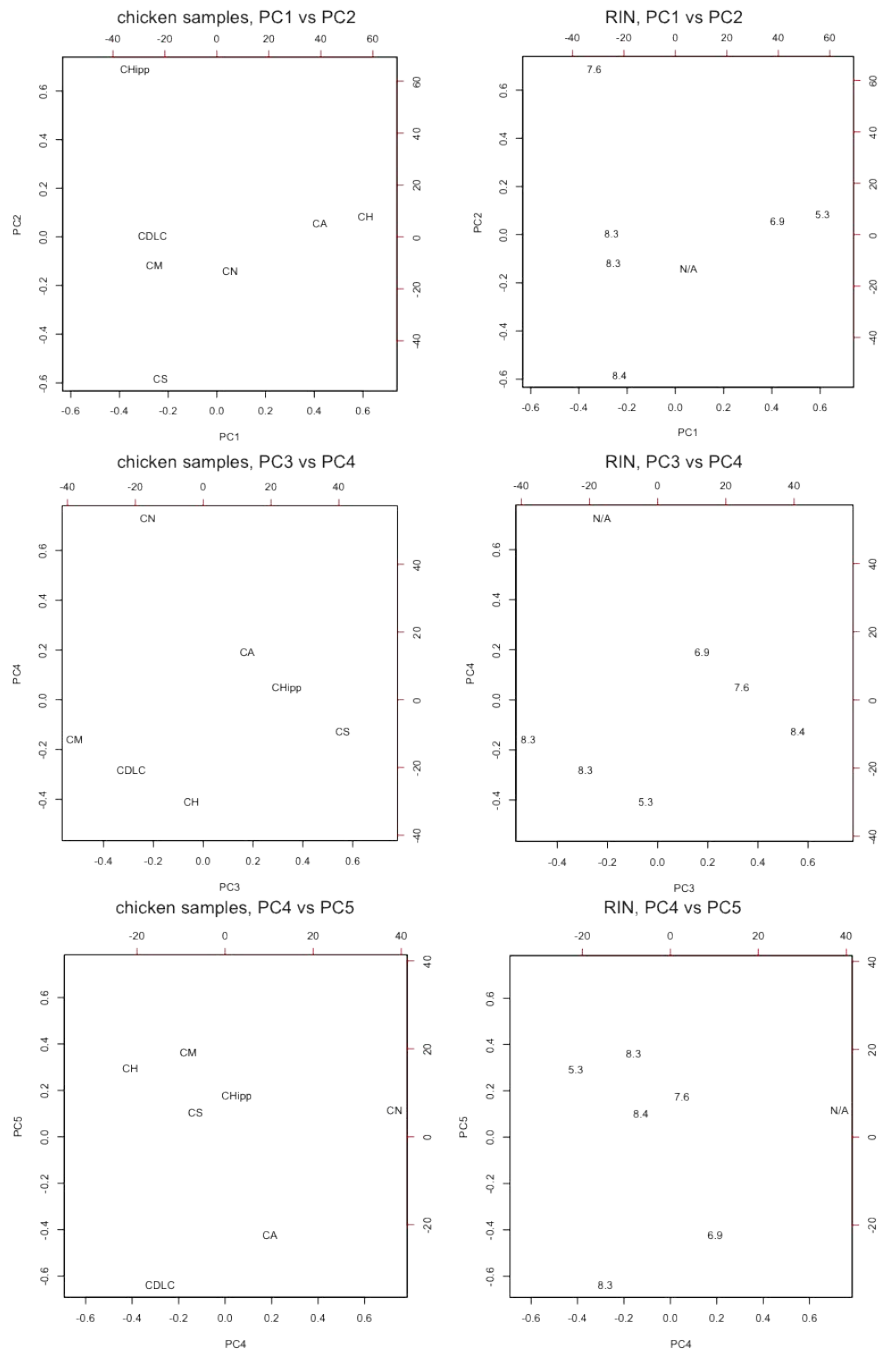 chicken samples, PC1 vs PC2
-40 -20 0 20 40 60
CHipp
CA
CH
CDLC
CM
CN
CS
0.6
0.4
0.2
0.0
-0.2
-0.4
-0.6
60
40
20
0
-20
-40
PC2
-0.6 -0.4 -0.2 0.0 0.2 0.4 0.6
PC1
RIN, PC1 vs PC2
-40 -20 0 20 40 60
7.6
6.9
5.3
8.3
8.3
N/A
8.4
0.6
0.4
0.2
0.0
-0.2
-0.4
-0.6
60
40
20
0
-20
-40
PC2
-0.6 -0.4 -0.2 0.0 0.2 0.4 0.6
PC1
chicken samples, PC3 vs PC4
-40 -20 0 20 40
CN
CA
CHipp
CS
CM
CDLC
CH
0.6
0.4
0.2
0.0
-0.2
-0.4
40
20
0
-20
-40
PC4
-0.4 -0.2 0.0 0.2 0.4 0.6
PC3
RIN, PC3 vs PC4
-40 -20 0 20 40
N/A
6.9
7.6
8.4
8.3
8.3
5.3
0.6
0.4
0.2
0.0
-0.2
-0.4
40
20
0
-20
-40
PC4
-0.4 -0.2 0.0 0.2 0.4 0.6
PC3
chicken samples, PC4 vs PC5
-20 0 20 40
CM
CH
CHipp
CS
CN
CA
CDLC
0.6
0.4
0.2
0.0
-0.2
-0.4
-0.6
40
20
0
-20
PC5
-0.6 -0.4 -0.2 0.0 0.2 0.4 0.6
PC4
RIN, PC4 vs PC5
-20 0 20 40
8.3
5.3
7.6
8.4
N/A
6.9
8.3
0.6
0.4
0.2
0.0
-0.2
-0.4
-0.6
40
20
0
-20
PC5
-0.6 -0.4 -0.2 0.0 0.2 0.4 0.6
PC4